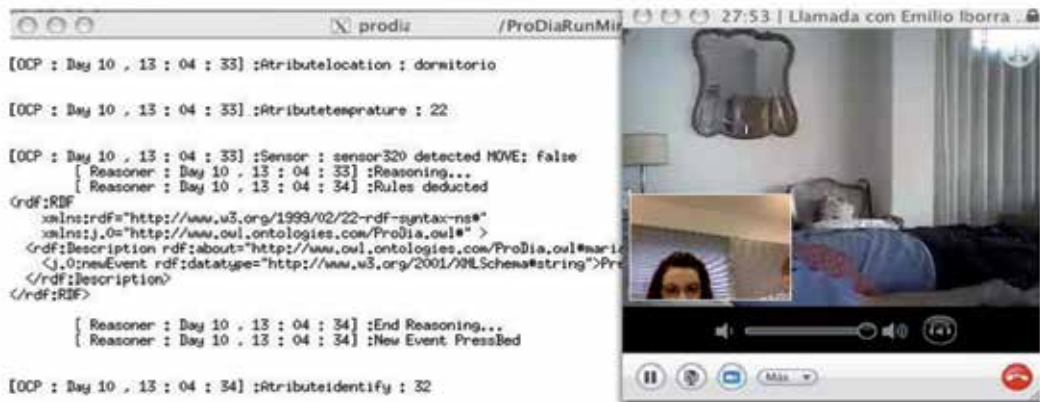 prodia /ProDiaRunMin
[OCP : Day 10 , 13 : 04 : 33] :Atributelocation : dormitorio
[OCP : Day 10 , 13 : 04 : 33] :Atributetemprature : 22
[OCP : Day 10 , 13 : 04 : 33] :Sensor : sensor320 detected MOVE: false
[ Reasoner : Day 10 , 13 : 04 : 33] :Reasoning...
[ Reasoner : Day 10 , 13 : 04 : 34] :Rules deducted
<rdf:RDF
xmlns:rdf="http://www.w3.org/1999/02/22-rdf-syntax-ns#"
xmlns:j.0="http://www.owl.ontologies.com/ProDia.owl#" >
<rdf:Description rdf:about="http://www.owl.ontologies.com/ProDia.owl#maria
<j.0:newEvent rdf:datatype="http://www.w3.org/2001/XMLSchema#string">Pre
</rdf:Description>
</rdf:RDF>
[ Reasoner : Day 10 , 13 : 04 : 34] :End Reasoning...
[ Reasoner : Day 10 , 13 : 04 : 34] :New Event PressBed
[OCP : Day 10 , 13 : 04 : 34] :Atributeidentify : 32
27:53 | Llamada con Emilio Iborra ..
Más